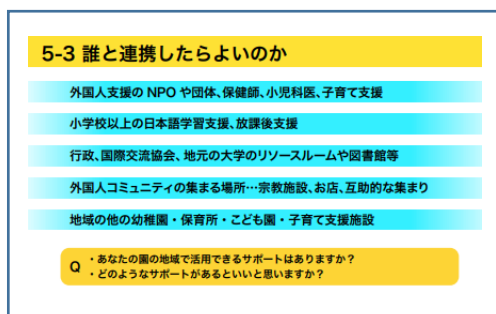 5-3 誰と連携したらよいのか
外国人支援の NPO や団体、保健師、小児科医、子育て支援
小学校以上の日本語学習支援、放課後支援
行政、国際交流協会、地元の大学のリソースルームや図書館等
外国人コミュニティの集まる場所…宗教施設、お店、互助的な集まり
地域の他の幼稚園・保育所・こども園・子育て支援施設
Q ・あなたの園の地域で活用できるサポートはありますか？
・どのようなサポートがあるといいと思いますか？